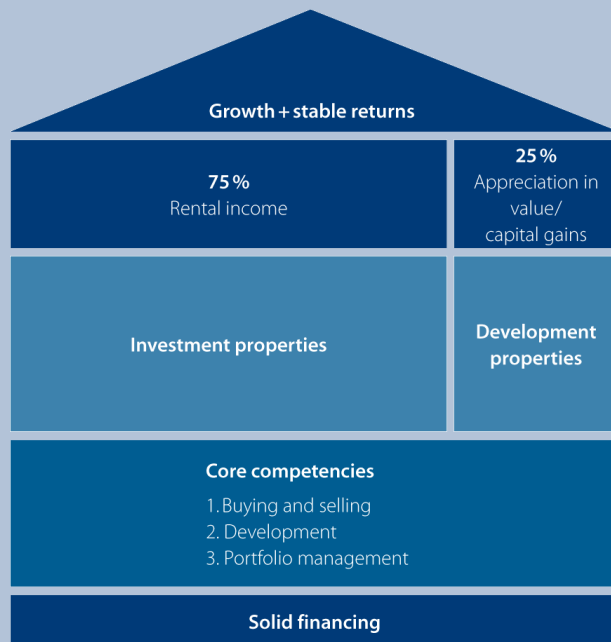 Growth + stable returns
75 %
Rental income
25 %
Appreciation in
value/
capital gains
Investment properties
Development
properties
Core competencies
1. Buying and selling
2. Development
3. Portfolio management
Solid financing